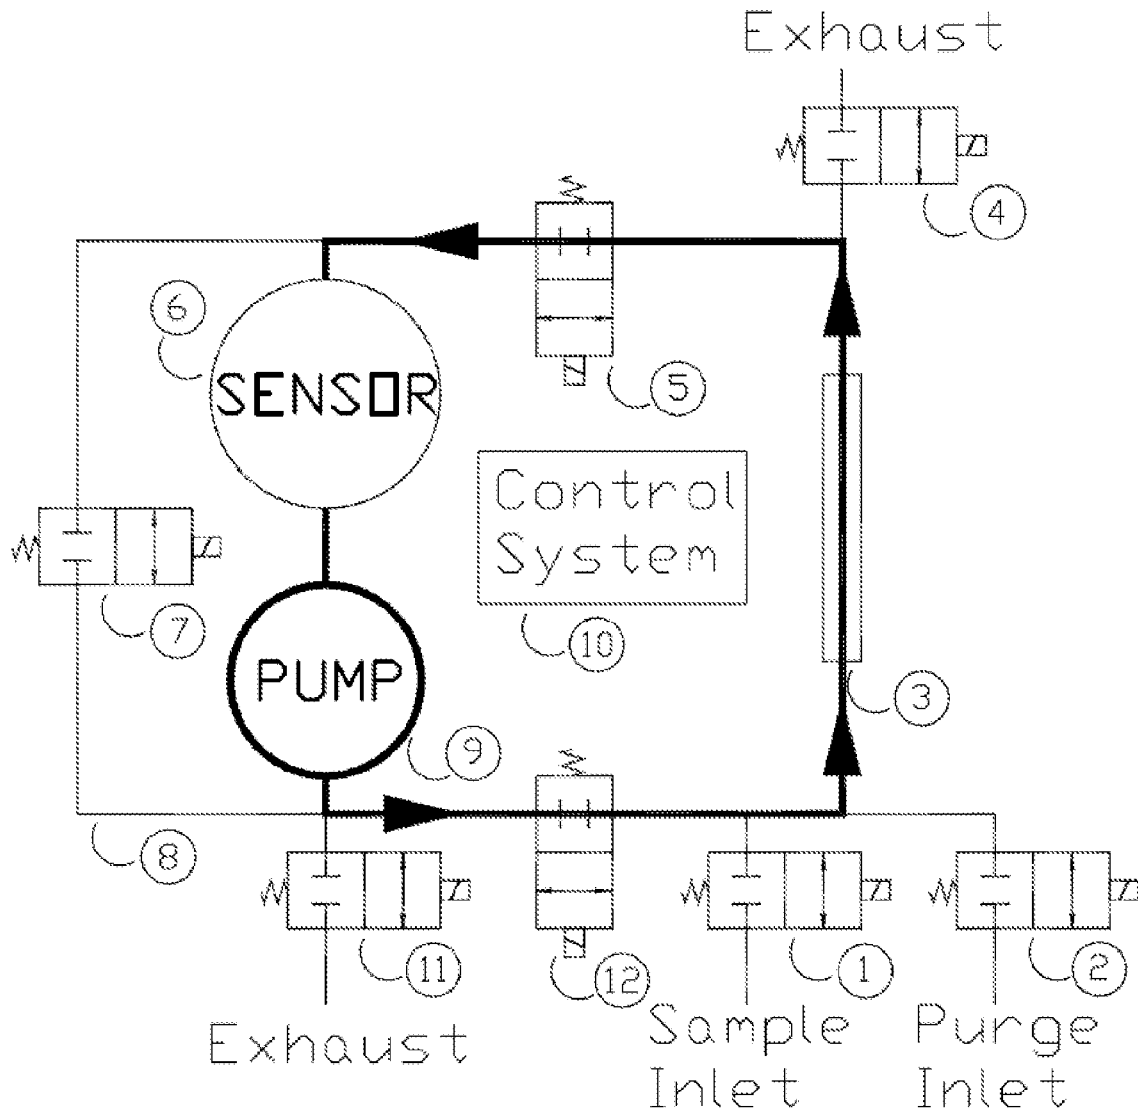 Exhaust
4
6
SENSOR
5
Control
System
7
10
PUMP
3
9
8
11
12
1
2
Exhaust
Sample
Inlet
Purge
Inlet